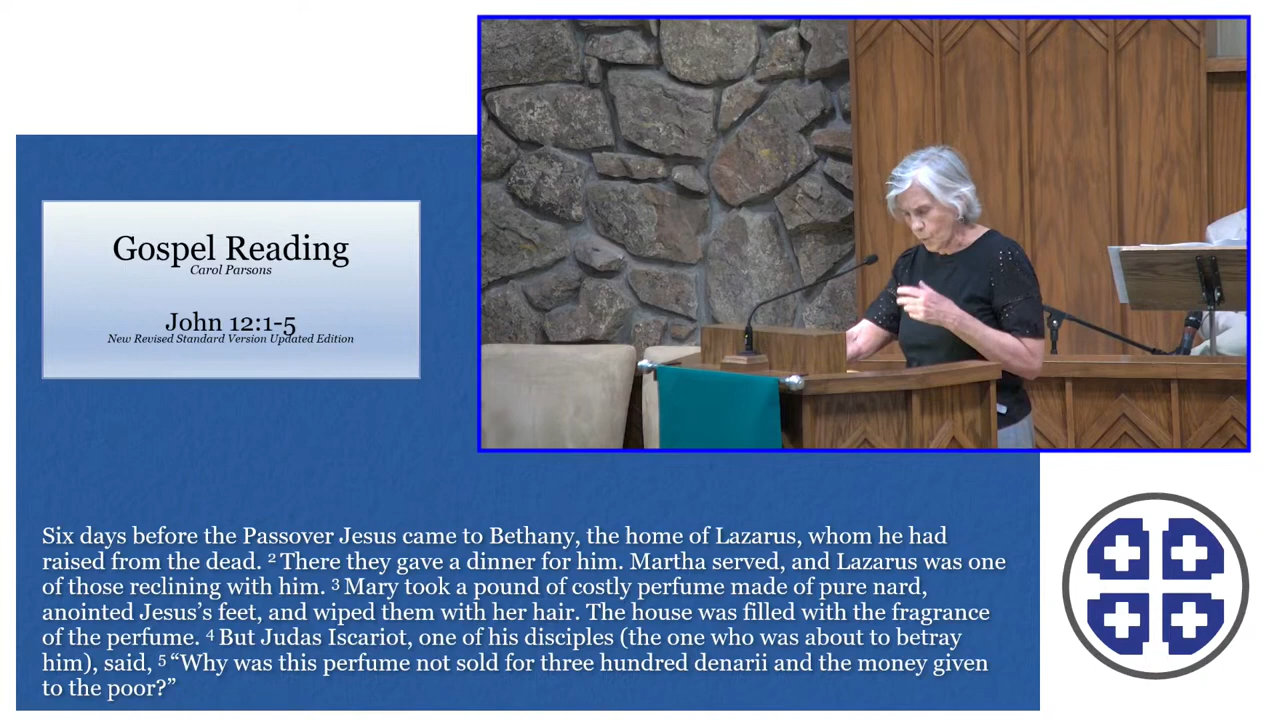 Gospel Reading
Carol Parsons
John 12:1-5
New Revised Standard Version Updated Edition
Six days before the Passover Jesus came to Bethany, the home of Lazarus, whom he had
raised from the dead. ² There they gave a dinner for him. Martha served, and Lazarus was one
of those reclining with him. ³ Mary took a pound of costly perfume made of pure nard,
anointed Jesus’s feet, and wiped them with her hair. The house was filled with the fragrance
of the perfume. ⁴ But Judas Iscariot, one of his disciples (the one who was about to betray
him), said, ⁵ “Why was this perfume not sold for three hundred denarii and the money given
to the poor?”